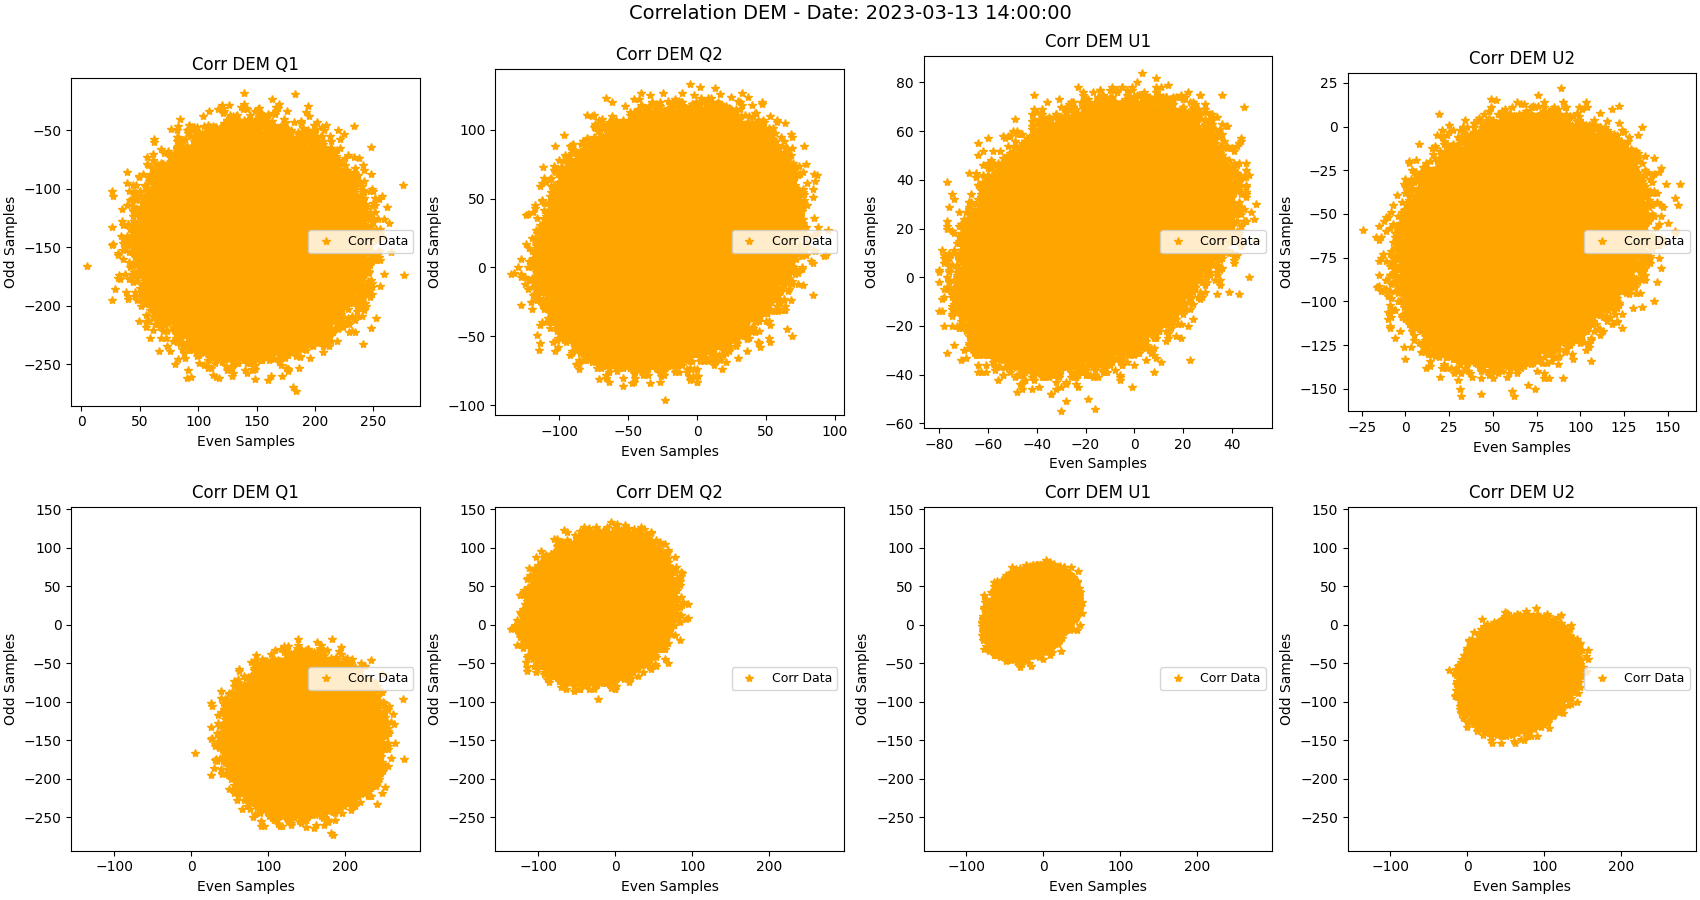 Correlation DEM - Date: 2023-03-13 14:00:00
Corr DEM Q1
Odd Samples
−50
−100
−150
−200
−250
0 50 100 150 200 250
Even Samples
Corr Data
Corr DEM Q2
Odd Samples
100
50
0
−50
−100
−100 −50 0 50 100
Even Samples
Corr Data
Corr DEM U1
Odd Samples
80
60
40
20
0
−20
−40
−60
−80 −60 −40 −20 0 20 40
Even Samples
Corr Data
Corr DEM U2
Odd Samples
25
0
−25
−50
−75
−100
−125
−150
−25 0 25 50 75 100 125 150
Even Samples
Corr Data
Corr DEM Q1
Odd Samples
150
100
50
0
−50
−100
−150
−200
−250
−100 0 100 200
Even Samples
Corr Data
Corr DEM Q2
Odd Samples
150
100
50
0
−50
−100
−150
−200
−250
−100 0 100 200
Even Samples
Corr Data
Corr DEM U1
Odd Samples
150
100
50
0
−50
−100
−150
−200
−250
−100 0 100 200
Even Samples
Corr Data
Corr DEM U2
Odd Samples
150
100
50
0
−50
−100
−150
−200
−250
−100 0 100 200
Even Samples
Corr Data